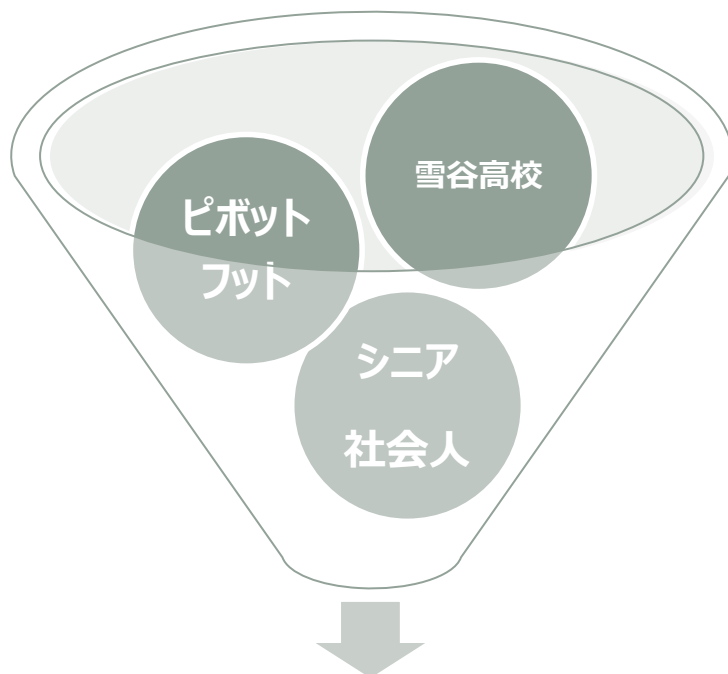 雪谷高校
ピボット
フット
シニア
社会人